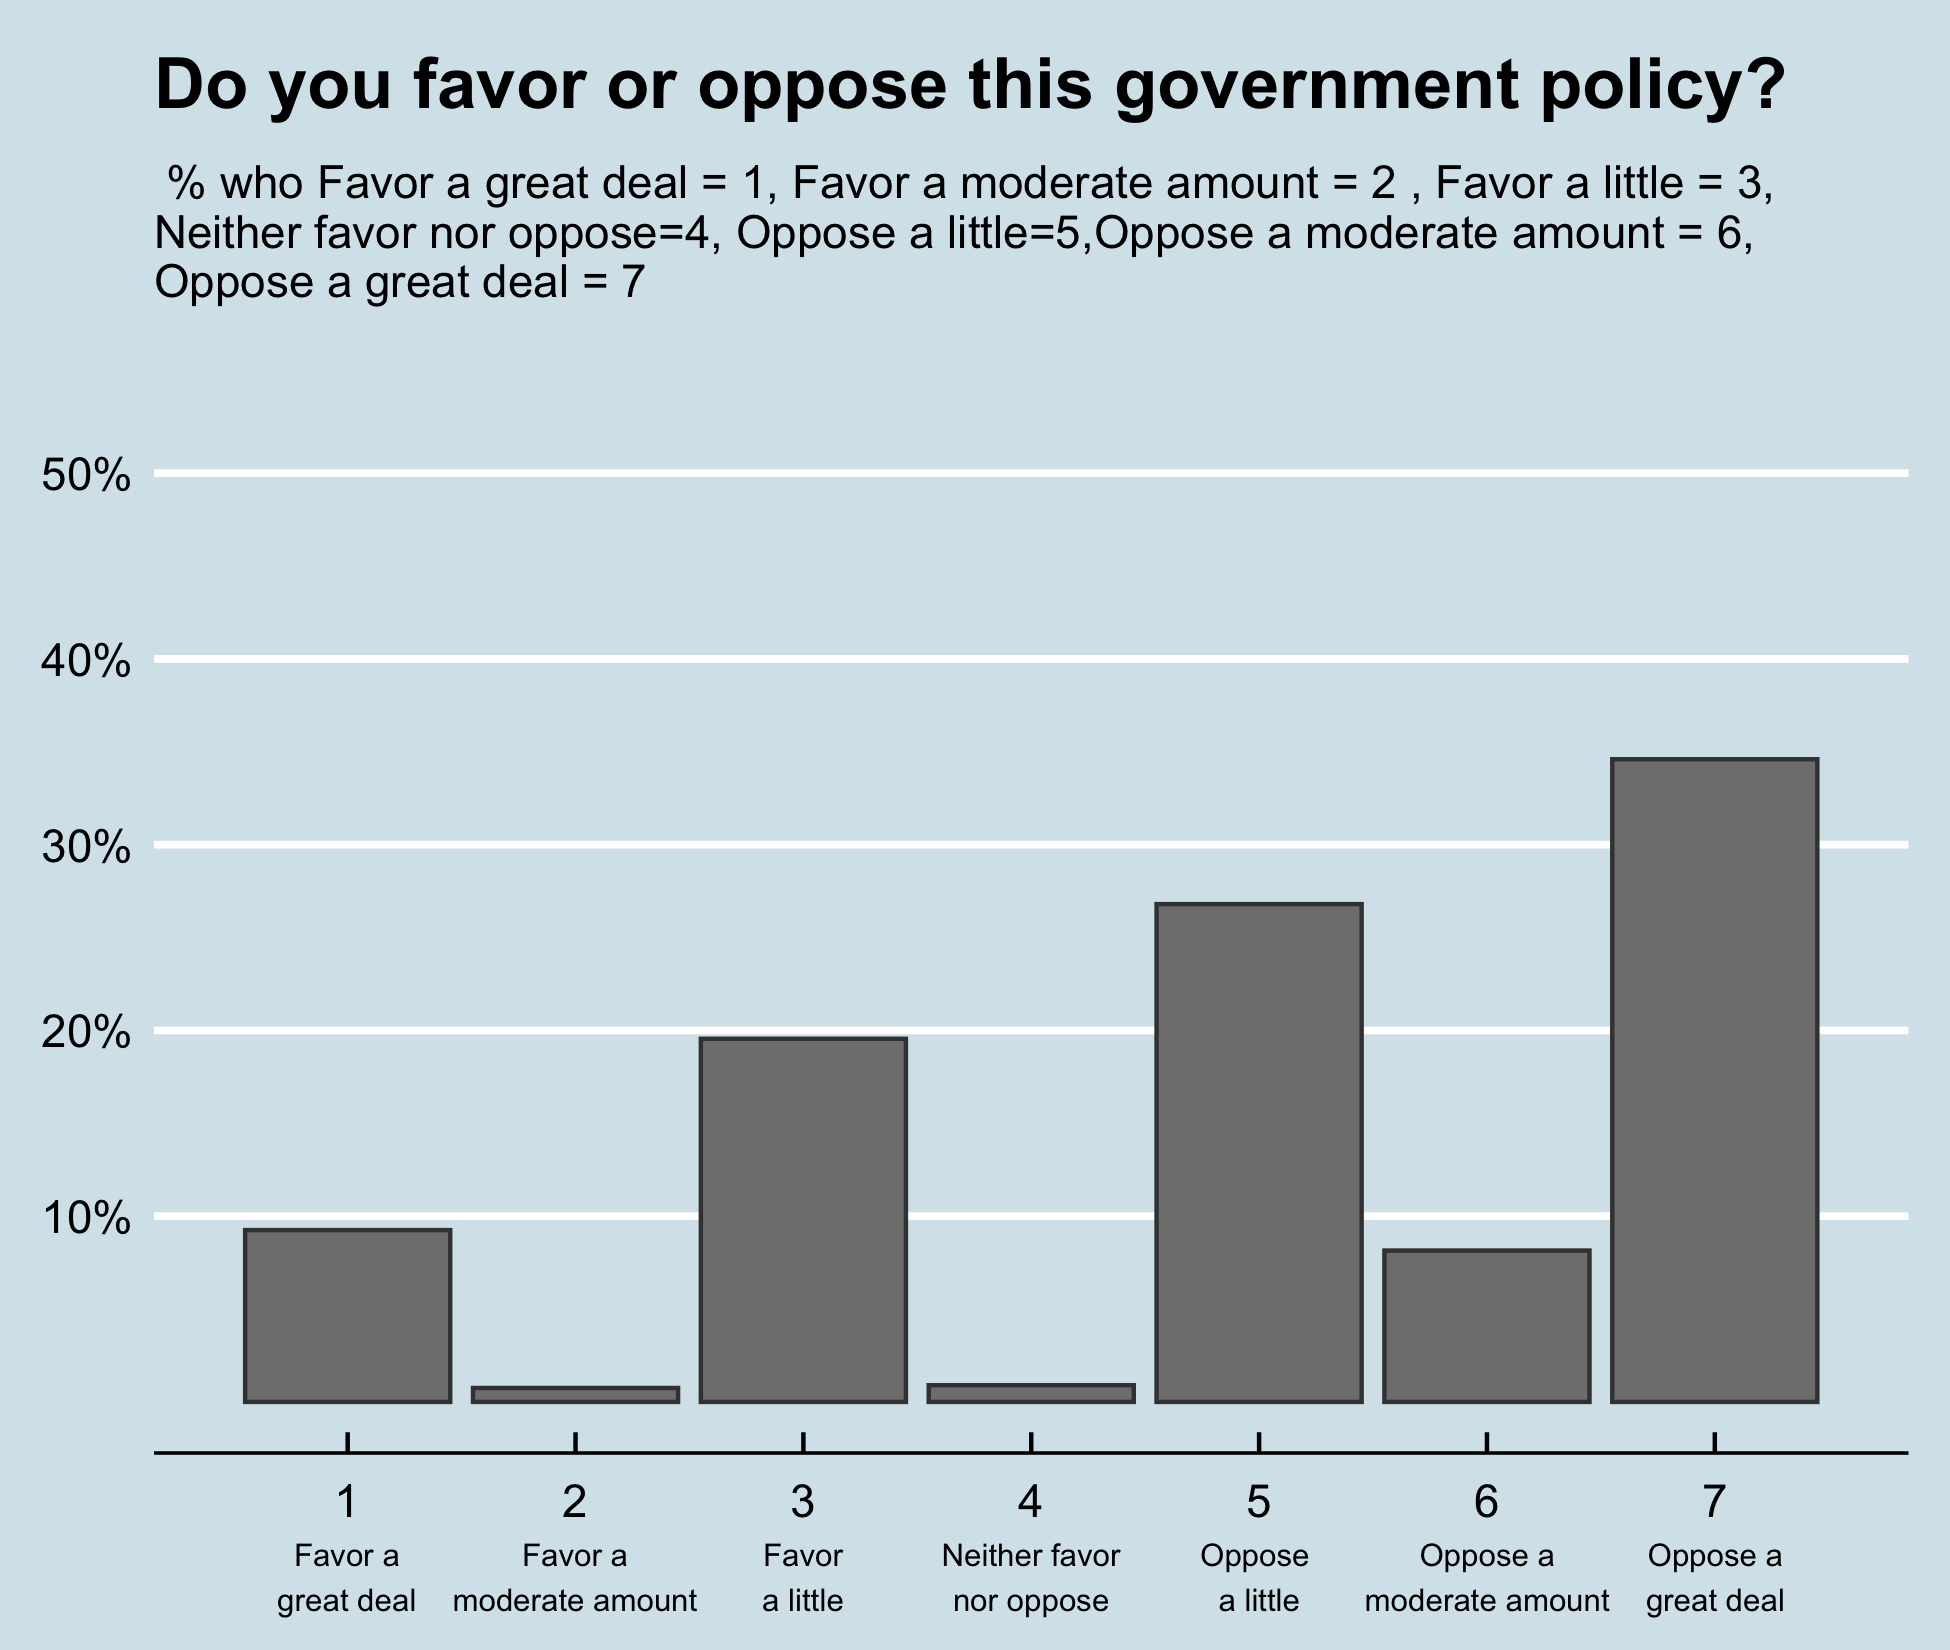 Do you favor or oppose this government policy?
% who Favor a great deal = 1, Favor a moderate amount = 2 , Favor a little = 3,
Neither favor nor oppose=4, Oppose a little=5,Oppose a moderate amount = 6,
Oppose a great deal = 7
50%
40%
30%
20%
10%
1 2 3 4 5 6 7
Favor a Favor a Favor Neither favor Oppose Oppose a Oppose a
great deal moderate amount a little nor oppose a little moderate amount great deal